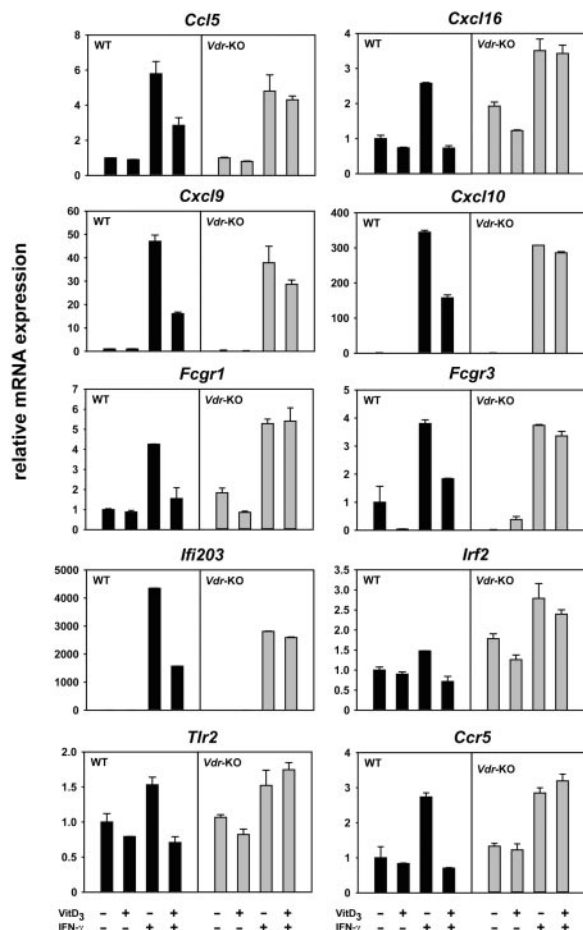 Ccl5
WT
Vdr-KO
8
6
4
2
0
Cxcl16
WT
Vdr-KO
4
3
2
1
0
Cxcl9
WT
Vdr-KO
60
50
40
30
20
10
0
Cxcl10
WT
Vdr-KO
400
300
200
100
0
relative mRNA expression
Fcgr1
WT
Vdr-KO
7
6
5
4
3
2
1
0
Fcgr3
WT
Vdr-KO
5
4
3
2
1
0
Ifi203
WT
Vdr-KO
5000
4000
3000
2000
1000
0
Irf2
WT
Vdr-KO
3.5
3.0
2.5
2.0
1.5
1.0
0.5
0
Tlr2
WT
Vdr-KO
2.0
1.5
1.0
0.5
0.0
Ccr5
WT
Vdr-KO
4
3
2
1
0
VitD3 – + – + – + – +
IFN-γ – – + + – – + +
VitD3 – + – + – + – +
IFN-γ – – + + – – + +